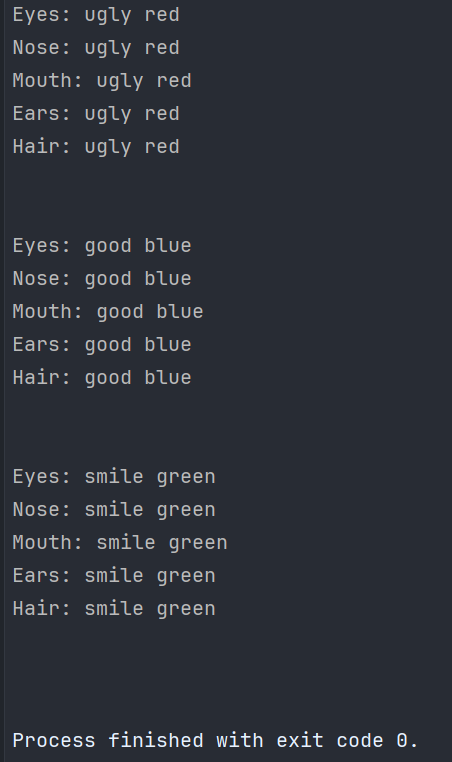 Eyes: ugly red
Nose: ugly red
Mouth: ugly red
Ears: ugly red
Hair: ugly red
Eyes: good blue
Nose: good blue
Mouth: good blue
Ears: good blue
Hair: good blue
Eyes: smile green
Nose: smile green
Mouth: smile green
Ears: smile green
Hair: smile green
Process finished with exit code 0.